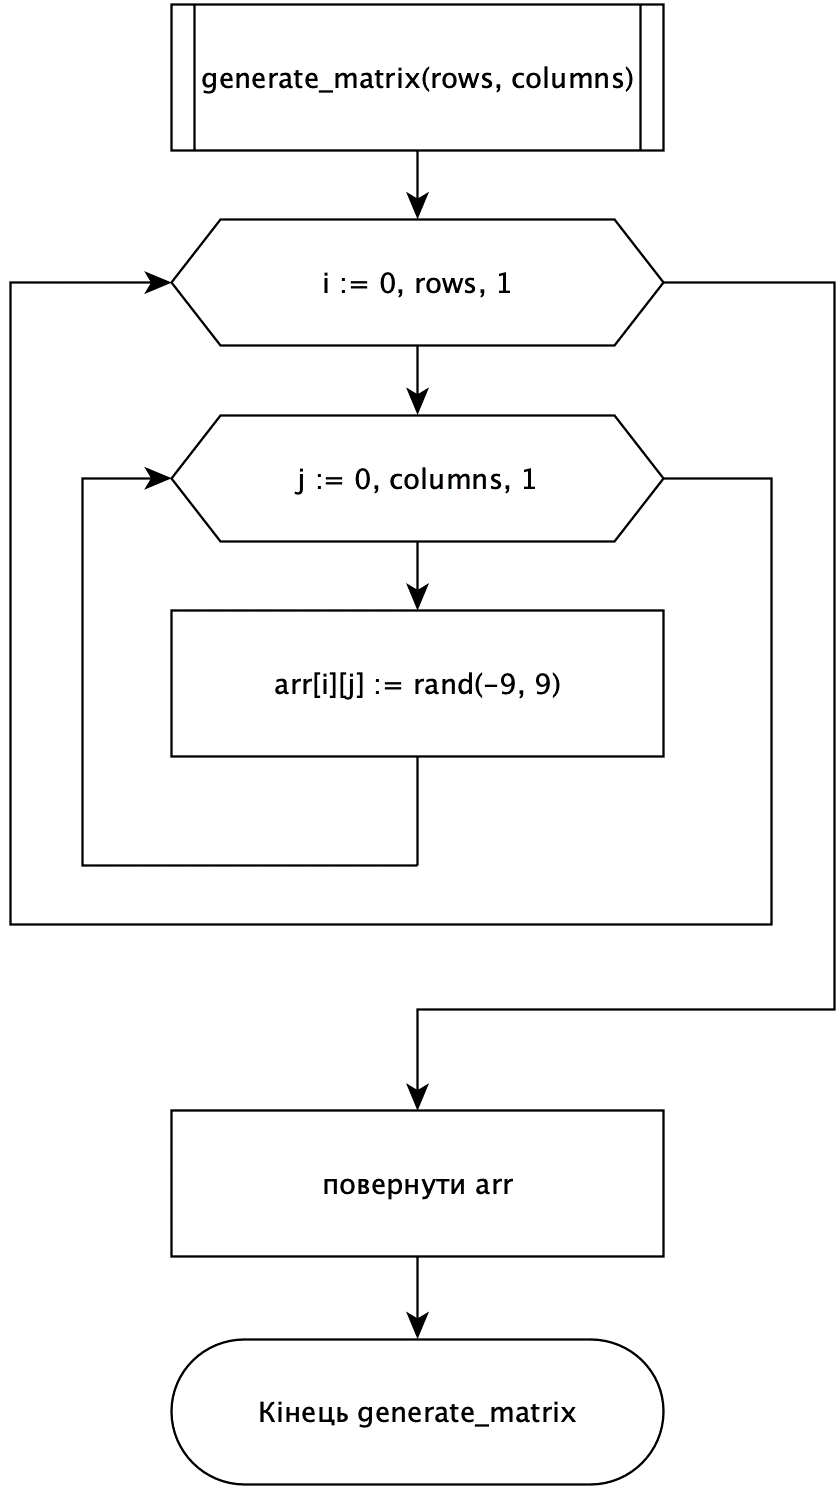 generate_matrix(rows, columns)
i := 0, rows, 1
j := 0, columns, 1
arr[i][j] := rand(-9, 9)
повернути arr
Кінець generate_matrix